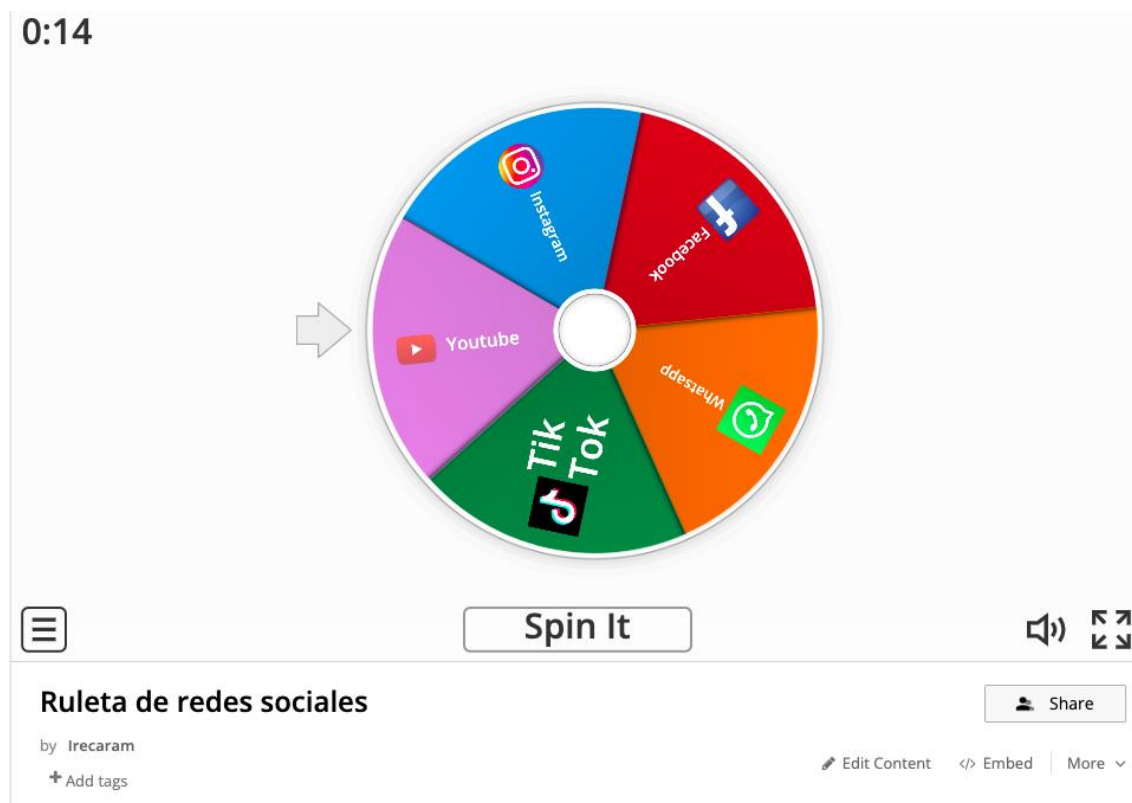 0:14
Instagram
Facebook
Youtube
Whatsapp
Tik
Tok
Spin It
Ruleta de redes sociales
Share
by Irecaram
Edit Content
Embed
More
+ Add tags